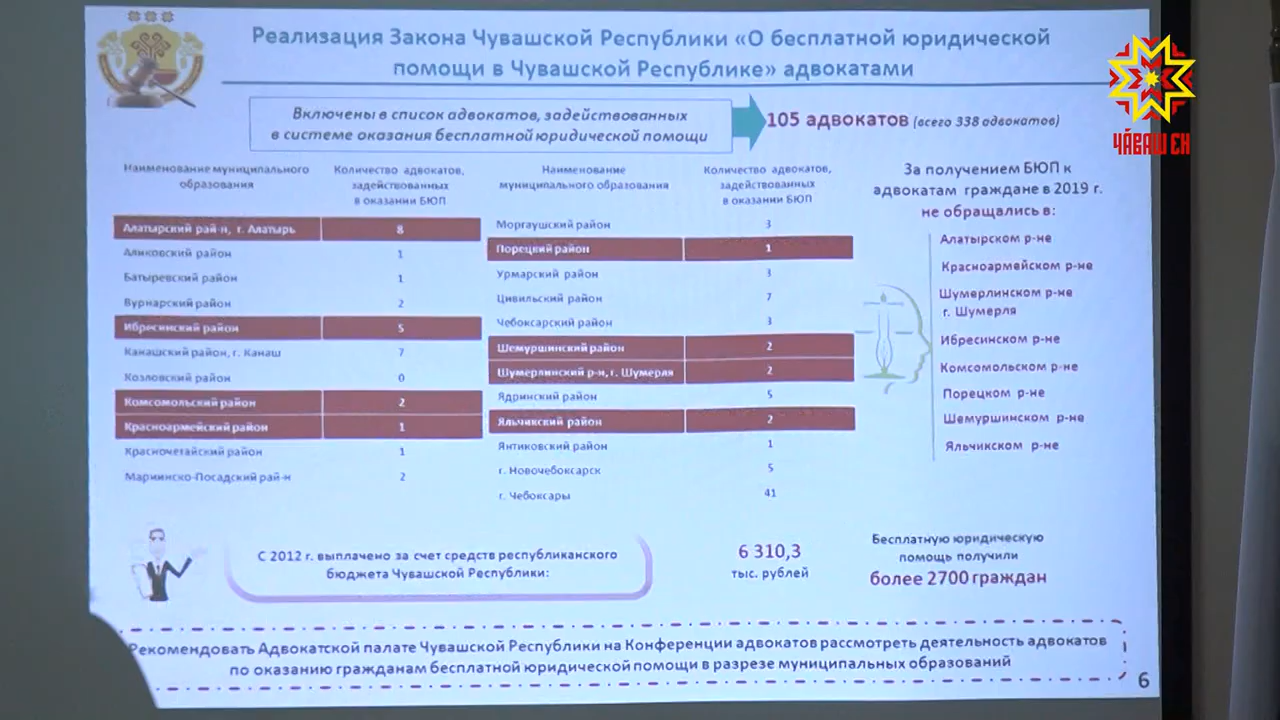 Реализация Закона Чувашской Республики «О бесплатной юридической
помощи в Чувашской Республике» адвокатами
ЧӐВАШ ЕН
Включены в список адвокатов, задействованных
в системе оказания бесплатной юридической помощи
105 адвокатов (всего 338 адвокатов)
Наименование муниципального
образования
Количество адвокатов,
задействованных
в оказании БЮП
Алатырский рай-н, г. Алатырь 8
Аликовский район 1
Батыревский район 1
Вурнарский район 2
Ибресинский район 5
Канашский район, г. Канаш 7
Козловский район 0
Комсомольский район 2
Красноармейский район 1
Красночетайский район 1
Мариинско-Посадский рай-н 2
Наименование
муниципального образования
Количество адвокатов,
задействованных
в оказании БЮП
Моргаушский район 3
Порецкий район 1
Урмарский район 3
Цивильский район 7
Чебоксарский район 3
Шемуршинский район 2
Шумерлинский р-н, г. Шумерля 2
Ядринский район 5
Яльчикский район 2
Янтиковский район 1
г. Новочебоксарск 5
г. Чебоксары 41
За получением БЮП к
адвокатам граждане в 2019 г.
не обращались в:
Алатырском р-не
Красноармейском р-не
Шумерлинском р-не
г. Шумерля
Ибресинском р-не
Комсомольском р-не
Порецком р-не
Шемуршинском р-не
Яльчикском р-не
С 2012 г. выплачено за счет средств республиканского
бюджета Чувашской Республики:
6 310,3
тыс. рублей
Бесплатную юридическую
помощь получили
более 2700 граждан
Рекомендовать Адвокатской палате Чувашской Республики на Конференции адвокатов рассмотреть деятельность адвокатов
по оказанию гражданам бесплатной юридической помощи в разрезе муниципальных образований
6